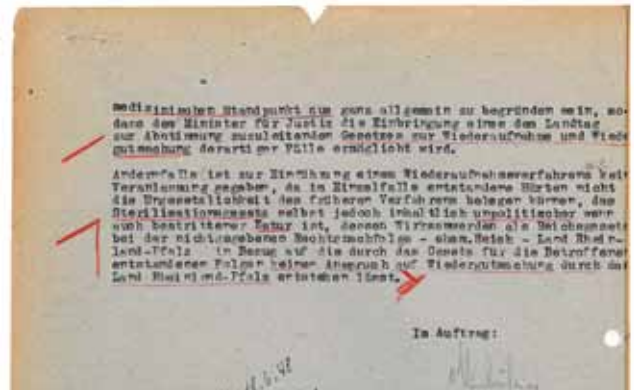 medizinischen Standpunkt aus ganz allgemein zu begründen sein, so-
dass dem Minister für Justiz die Einbringung eines dem Landtag
zur Abstimmung zuzuleitenden Gesetzes zur Wiederaufnahme und Wiede
gutmachung derartiger Fälle ermöglicht wird.
Andernfalls ist zur Einführung eines Wiederaufnahmeverfahrens kein
Veranlassung gegeben, da in Einzelfalle entstandene Härten nicht
die Ungesetzlichkeit des früheren Verfahrens belegen können, das
Sterilisationsgesetz selbst jedoch inhaltlich unpolitischer wenn
auch bestrittener Natur ist, dessen Wirksamwerden als Reichsgesetz
bei der nichtgegebenen Rechtsnachfolge - ehem. Reich - Land Rhein-
land-Pfalz in Bezug auf die durch das Gesetz für die Betroffenen
entstandenen Folgen keinen Anspruch auf Wiedergutmachung durch das
Land Rheinland-Pfalz entstehen lässt.
Im Auftrag: